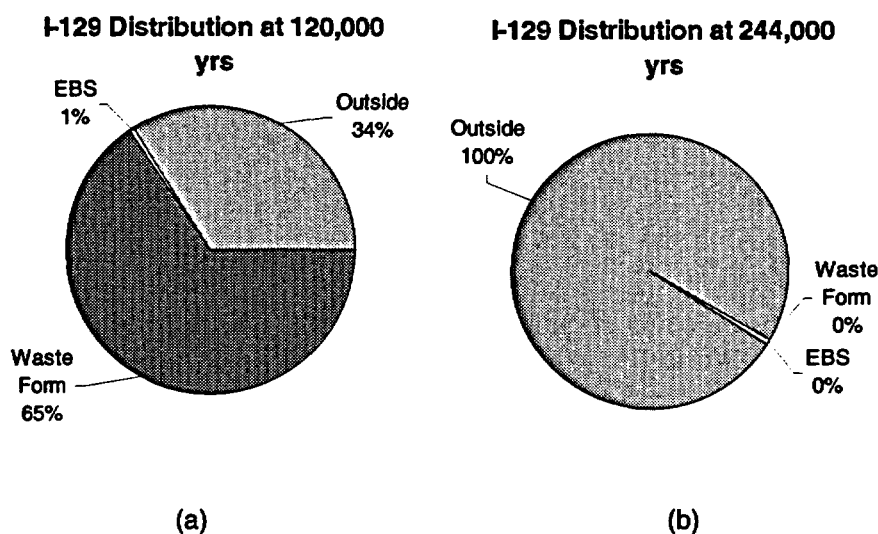 I-129 Distribution at 120,000
yrs
EBS
1%
Outside
34%
Waste
Form
65%
(a)
I-129 Distribution at 244,000
yrs
Outside
100%
Waste
Form
0%
EBS
0%
(b)